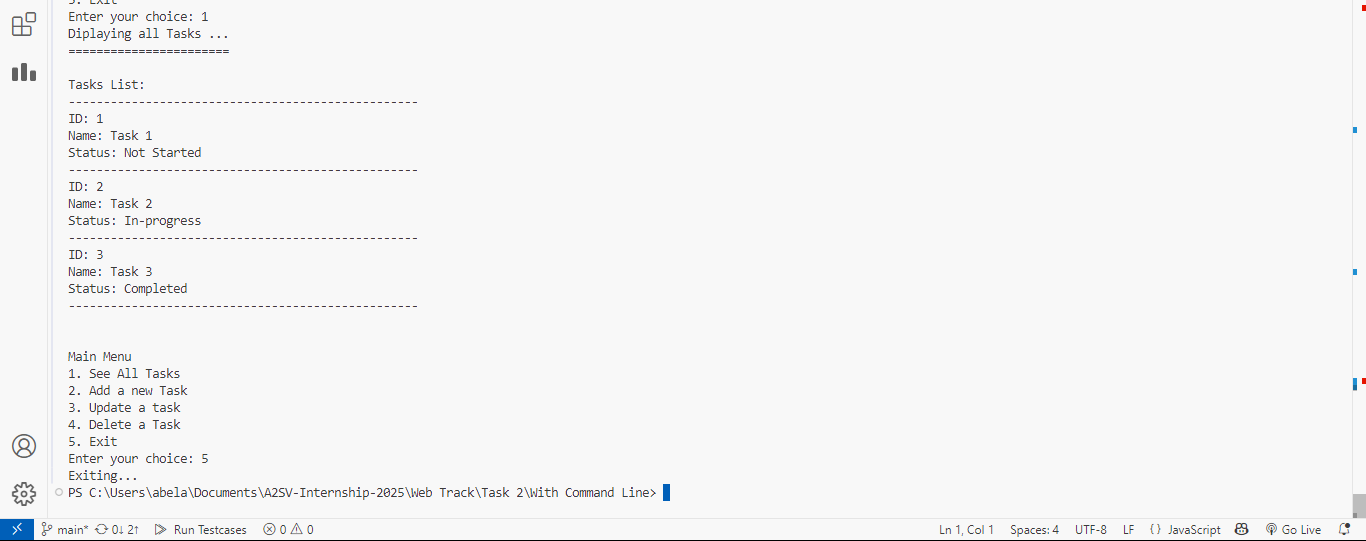 5. Exit
Enter your choice: 1
Diplaying all Tasks ...
=======================
Tasks List:
--------------------------------------------------
ID: 1
Name: Task 1
Status: Not Started
--------------------------------------------------
ID: 2
Name: Task 2
Status: In-progress
--------------------------------------------------
ID: 3
Name: Task 3
Status: Completed
--------------------------------------------------
Main Menu
1. See All Tasks
2. Add a new Task
3. Update a task
4. Delete a Task
5. Exit
Enter your choice: 5
Exiting...
PS C:\Users\abela\Documents\A2SV-Internship-2025\Web Track\Task 2\With Command Line>
main* 0↓ 2↑ Run Testcases 0 0 Ln 1, Col 1 Spaces: 4 UTF-8 LF { } JavaScript Go Live